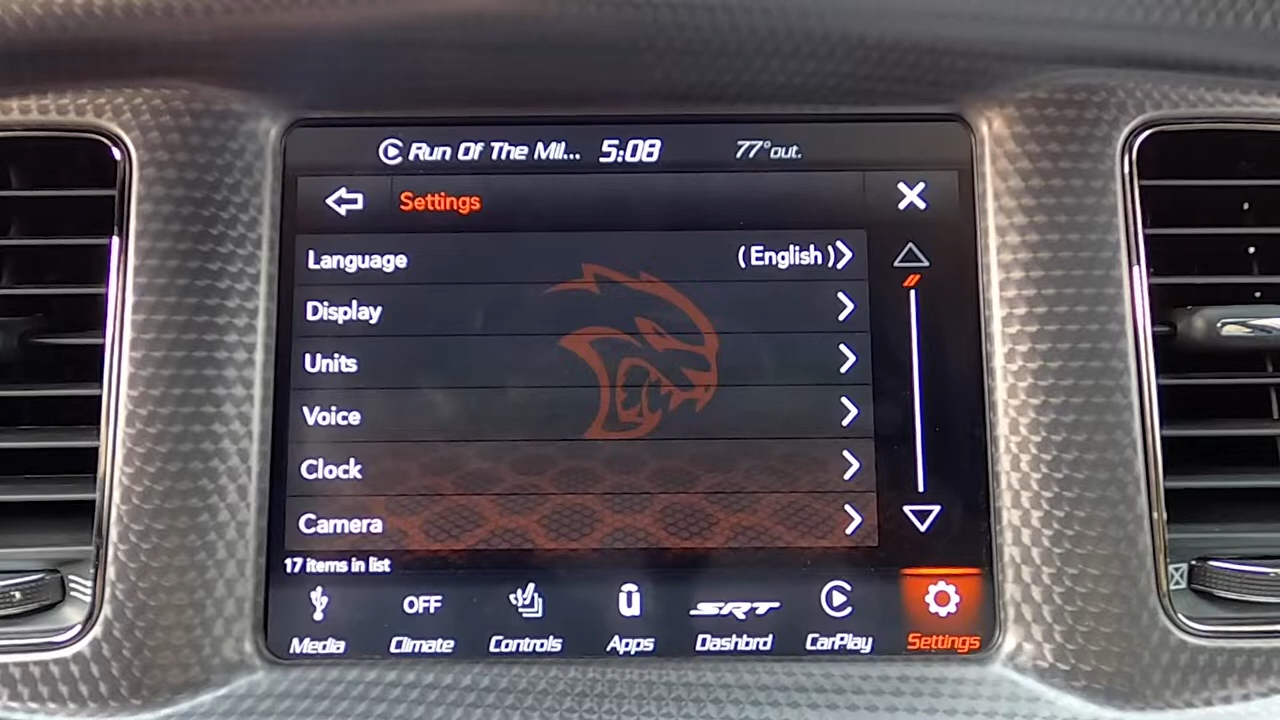 Run Of The Mil... 5:08 77°out.
Settings
Language (English)
Display
Units
Voice
Clock
Camera
17 items in list
OFF SRT
Media Climate Controls Apps Dashbrd CarPlay Settings